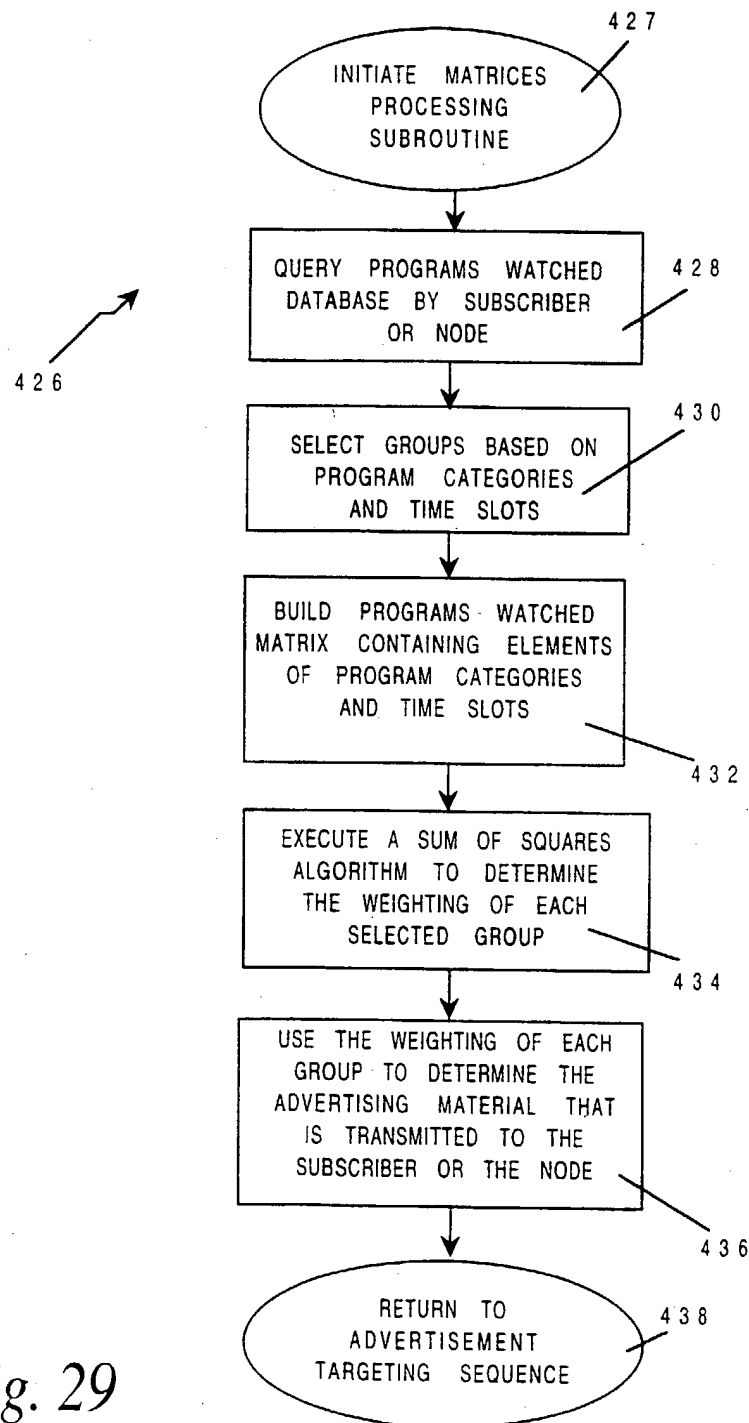 427
INITIATE MATRICES
PROCESSING
SUBROUTINE
QUERY PROGRAMS WATCHED
DATABASE BY SUBSCRIBER
OR NODE
428
426
SELECT GROUPS BASED ON
PROGRAM CATEGORIES
AND TIME SLOTS
430
BUILD PROGRAMS WATCHED
MATRIX CONTAINING ELEMENTS
OF PROGRAM CATEGORIES
AND TIME SLOTS
432
EXECUTE A SUM OF SQUARES
ALGORITHM TO DETERMINE
THE WEIGHTING OF EACH
SELECTED GROUP
434
USE THE WEIGHTING OF EACH
GROUP TO DETERMINE THE
ADVERTISING MATERIAL THAT
IS TRANSMITTED TO THE
SUBSCRIBER OR THE NODE
436
RETURN TO
ADVERTISEMENT
TARGETING SEQUENCE
438
g. 29